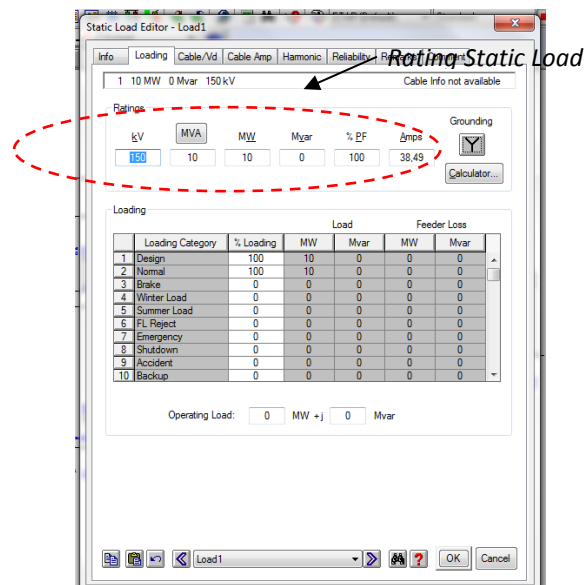 Static Load Editor - Load1
Info Loading Cable/Vd Cable Amp Harmonic Reliability Remarks Comment
Rating Static Load
1 10 MW 0 Mvar 150 kV Cable Info not available
Ratings
Grounding
kV MVA MW Mvar % PF Amps
150 10 10 0 100 38,49
Calculator...
Loading
Load Feeder Loss
Loading Category % Loading MW Mvar MW Mvar
1 Design 100 10 0 0 0
2 Normal 100 10 0 0 0
3 Brake 0 0 0 0 0
4 Winter Load 0 0 0 0 0
5 Summer Load 0 0 0 0 0
6 FL Reject 0 0 0 0 0
7 Emergency 0 0 0 0 0
8 Shutdown 0 0 0 0 0
9 Accident 0 0 0 0 0
10 Backup 0 0 0 0 0
Operating Load: 0 MW +j 0 Mvar
Load1 OK Cancel